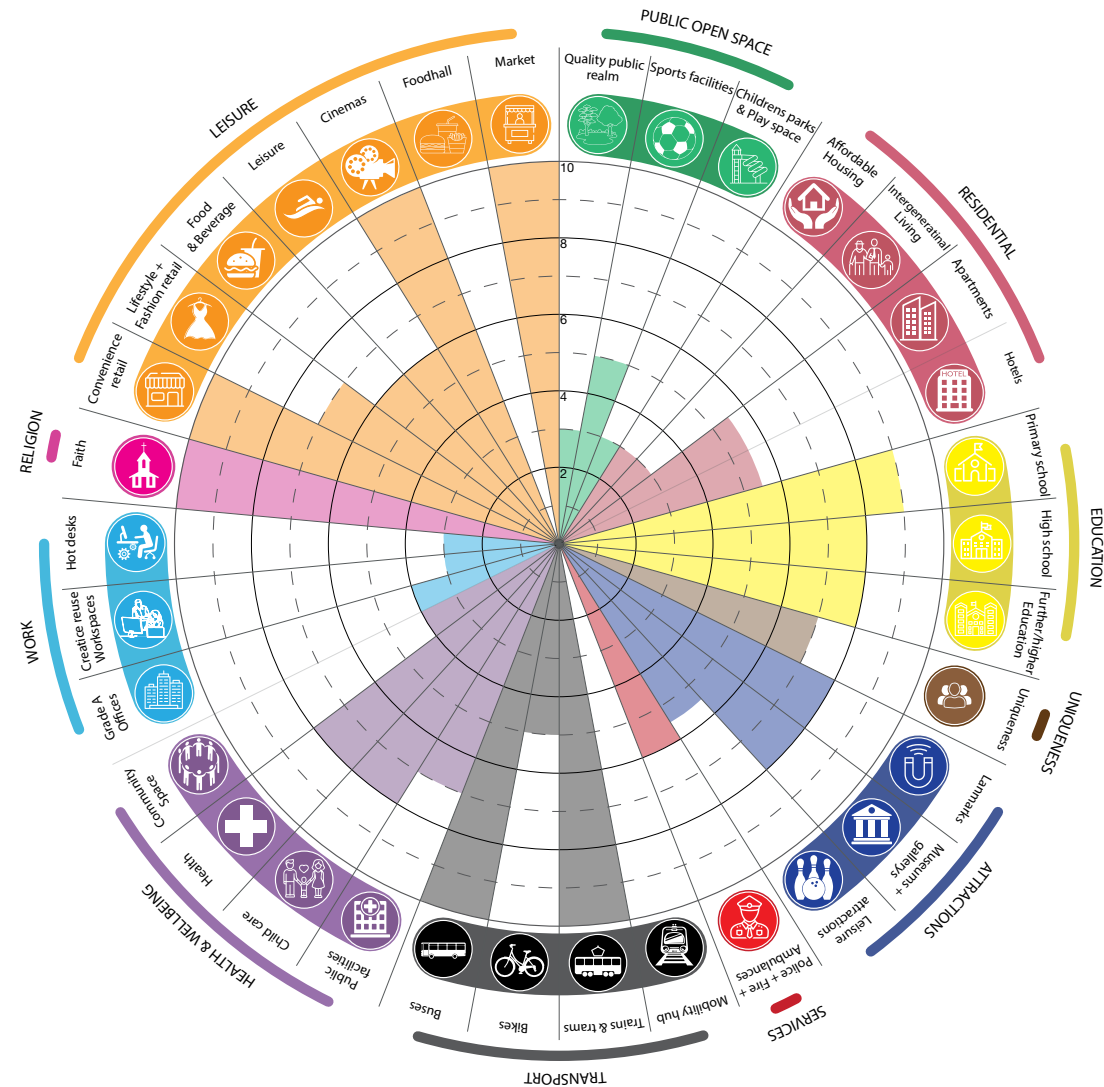 PUBLIC OPEN SPACE
Quality public
realm
Sports facilities
Childrens parks
& Play space
RESIDENTIAL
Affordable
Housing
Intergeneratinal
Living
Apartments
Hotels
HOTEL
EDUCATION
Primary school
High school
Further/higher
Education
UNIQUENESS
Uniqueness
ATTRACTIONS
Lanmarks
Museums +
gallerys
Leisure
attractions
SERVICES
Police + Fire +
Ambulances
TRANSPORT
Mobility hub
Trains & trams
Bikes
Buses
HEALTH & WELLBEING
Public
facilities
Child care
Health
Community
Space
WORK
Grade A
Offices
Creatice reuse
Workspaces
Hot desks
RELIGION
Faith
LEISURE
Convenience
retail
Lifestyle +
Fashion retail
Food
& Beverage
Leisure
Cinemas
Foodhall
Market
10
8
6
4
2